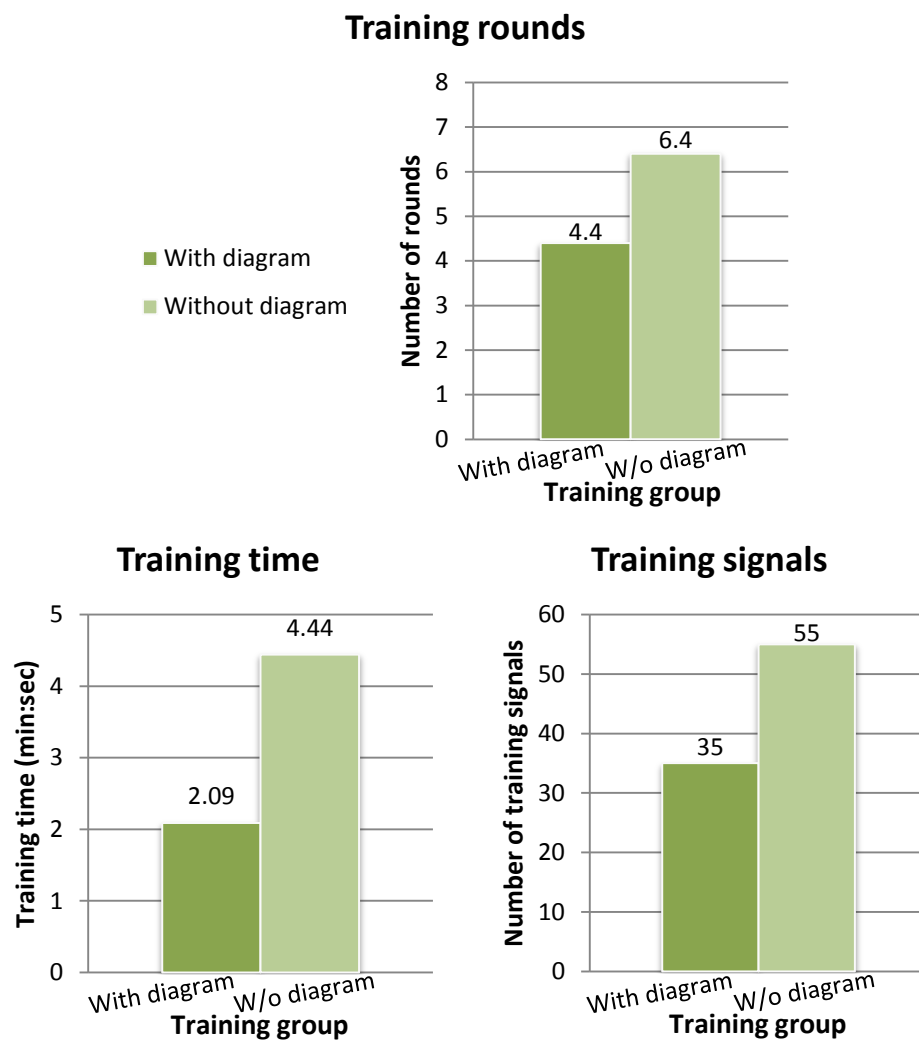 Training rounds
With diagram
Without diagram
Number of rounds
8
7
6
5
4
3
2
1
0
4.4
6.4
With diagram
W/o diagram
Training group
Training time
Training time (min:sec)
5
4
3
2
1
0
2.09
4.44
With diagram
W/o diagram
Training group
Training signals
Number of training signals
60
50
40
30
20
10
0
35
55
With diagram
W/o diagram
Training group